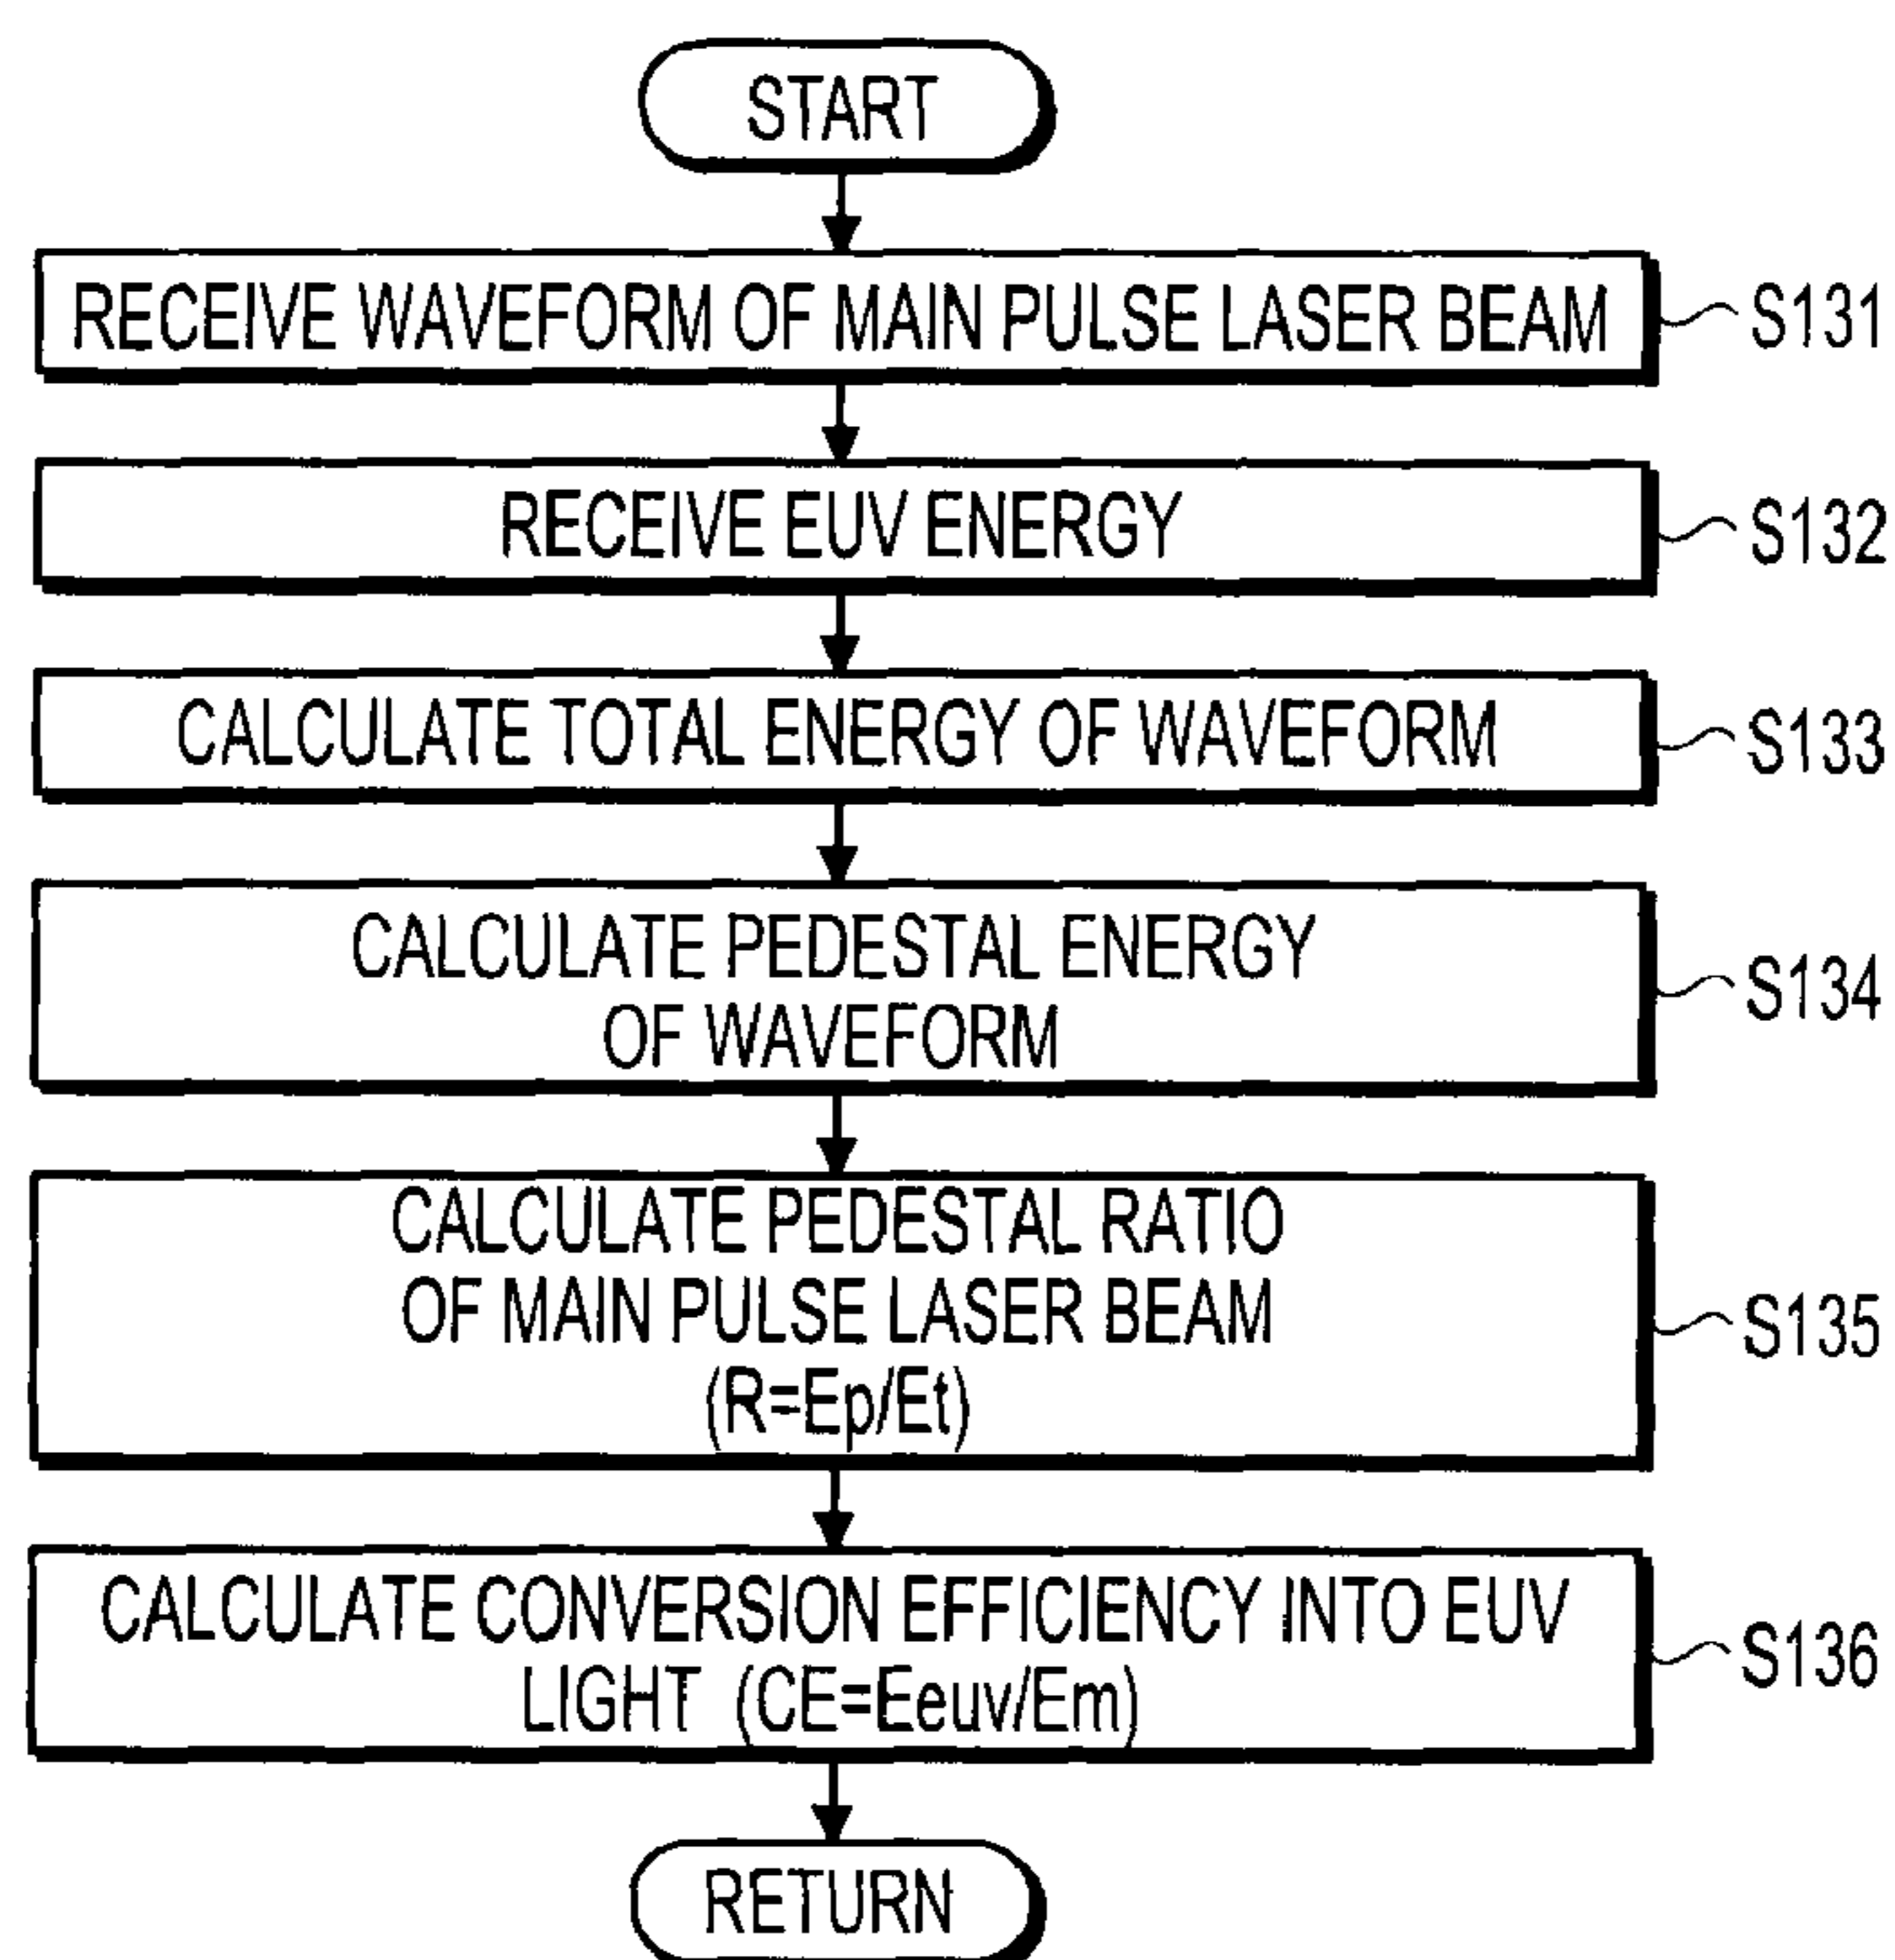 START
RECEIVE WAVEFORM OF MAIN PULSE LASER BEAM
S131
RECEIVE EUV ENERGY
S132
CALCULATE TOTAL ENERGY OF WAVEFORM
S133
CALCULATE PEDESTAL ENERGY
OF WAVEFORM
S134
CALCULATE PEDESTAL RATIO
OF MAIN PULSE LASER BEAM
(R=Ep/Et)
S135
CALCULATE CONVERSION EFFICIENCY INTO EUV
LIGHT (CE=Eeuv/Em)
S136
RETURN